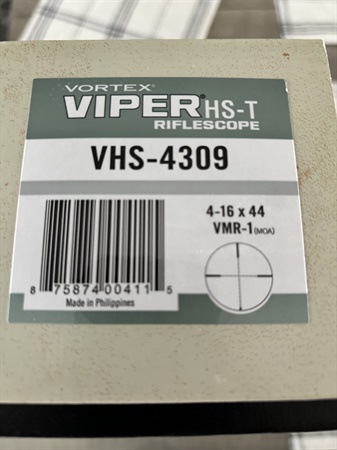 VORTEX®
VIPER® HS-T
RIFLESCOPE
VHS-4309
4-16 x 44
VMR-1 (MOA)
8 75874 00411 5
Made in Philippines